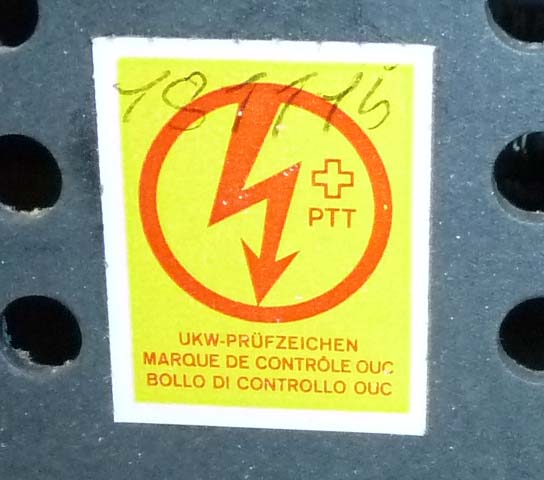 181116
PTT
UKW-PRÜFZEICHEN
MARQUE DE CONTRÔLE OUC
BOLLO DI CONTROLLO OUC